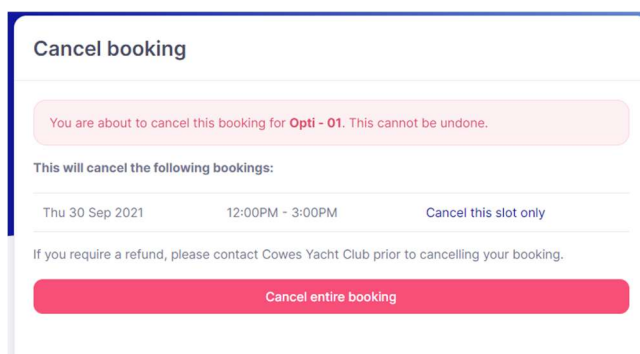 Cancel booking
You are about to cancel this booking for Opti - 01. This cannot be undone.
This will cancel the following bookings:
Thu 30 Sep 2021 12:00PM - 3:00PM Cancel this slot only
If you require a refund, please contact Cowes Yacht Club prior to cancelling your booking.
Cancel entire booking